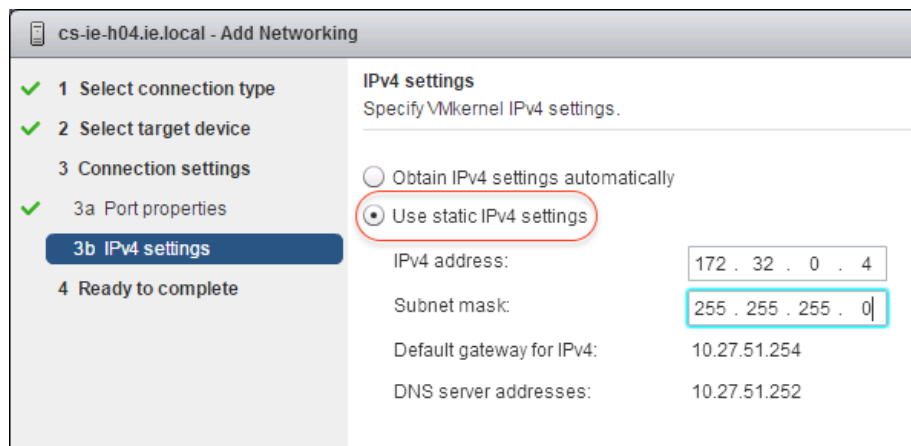 cs-ie-h04.ie.local - Add Networking
1 Select connection type
2 Select target device
3 Connection settings
3a Port properties
3b IPv4 settings
4 Ready to complete
IPv4 settings
Specify VMkernel IPv4 settings.
Obtain IPv4 settings automatically
Use static IPv4 settings
IPv4 address: 172 . 32 . 0 . 4
Subnet mask: 255 . 255 . 255 . 0
Default gateway for IPv4: 10.27.51.254
DNS server addresses: 10.27.51.252